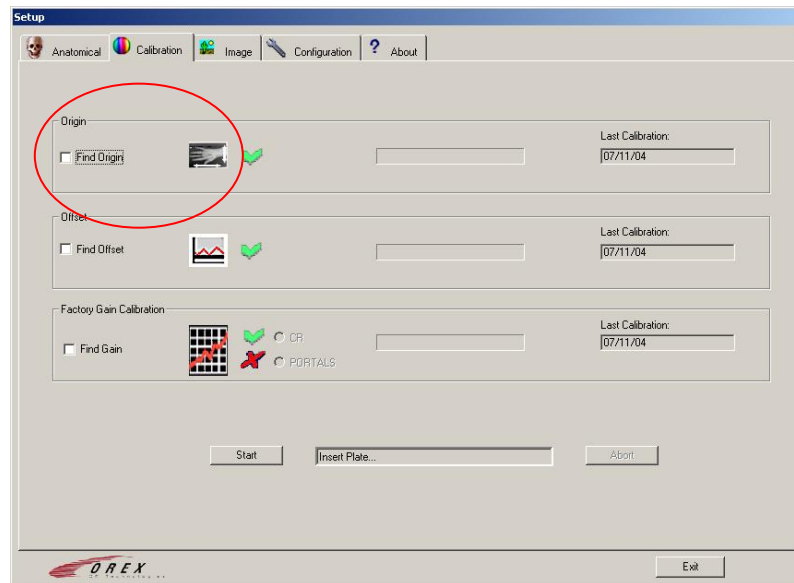 Setup
Anatomical Calibration Image Configuration ? About
Origin
Find Origin
Last Calibration:
07/11/04
Offset
Find Offset
Last Calibration:
07/11/04
Factory Gain Calibration
Find Gain
CR
PORTALS
Last Calibration:
07/11/04
Start Insert Plate... Abort
OREX
Exit